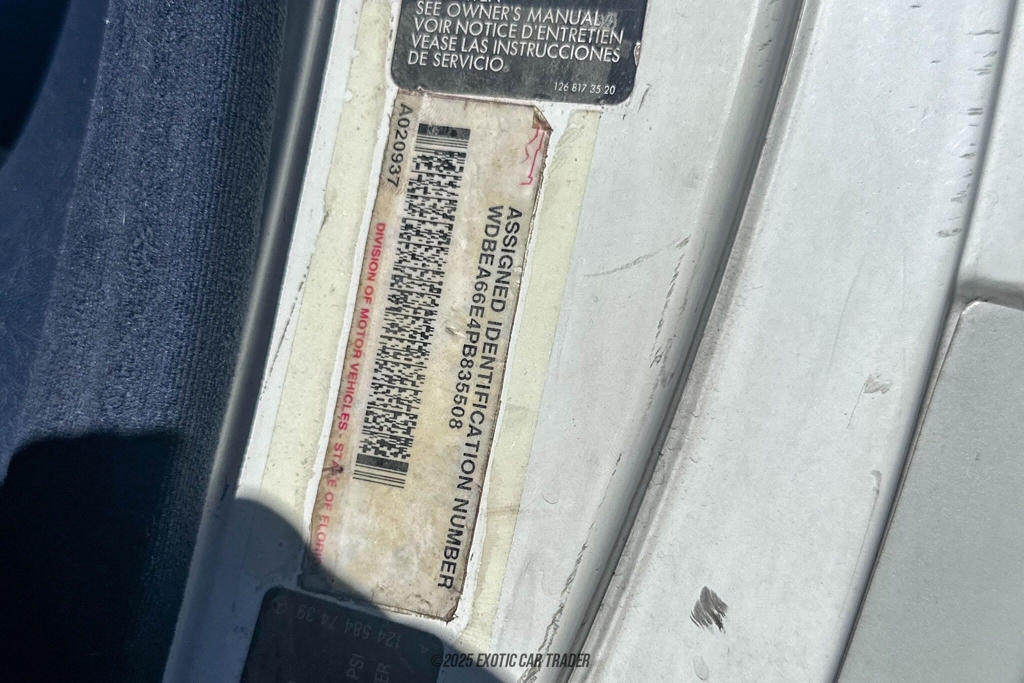 SEE OWNER'S MANUAL
VOIR NOTICE D'ENTRETIEN
VEASE LAS INSTRUCCIONES
DE SERVICIO
126 817 35 20
ASSIGNED IDENTIFICATION NUMBER
WDBEA66E4PB835508
A020937
DIVISION OF MOTOR VEHICLES - STATE OF
124 584 74 39
PSI
©2025 EXOTIC CAR TRADER